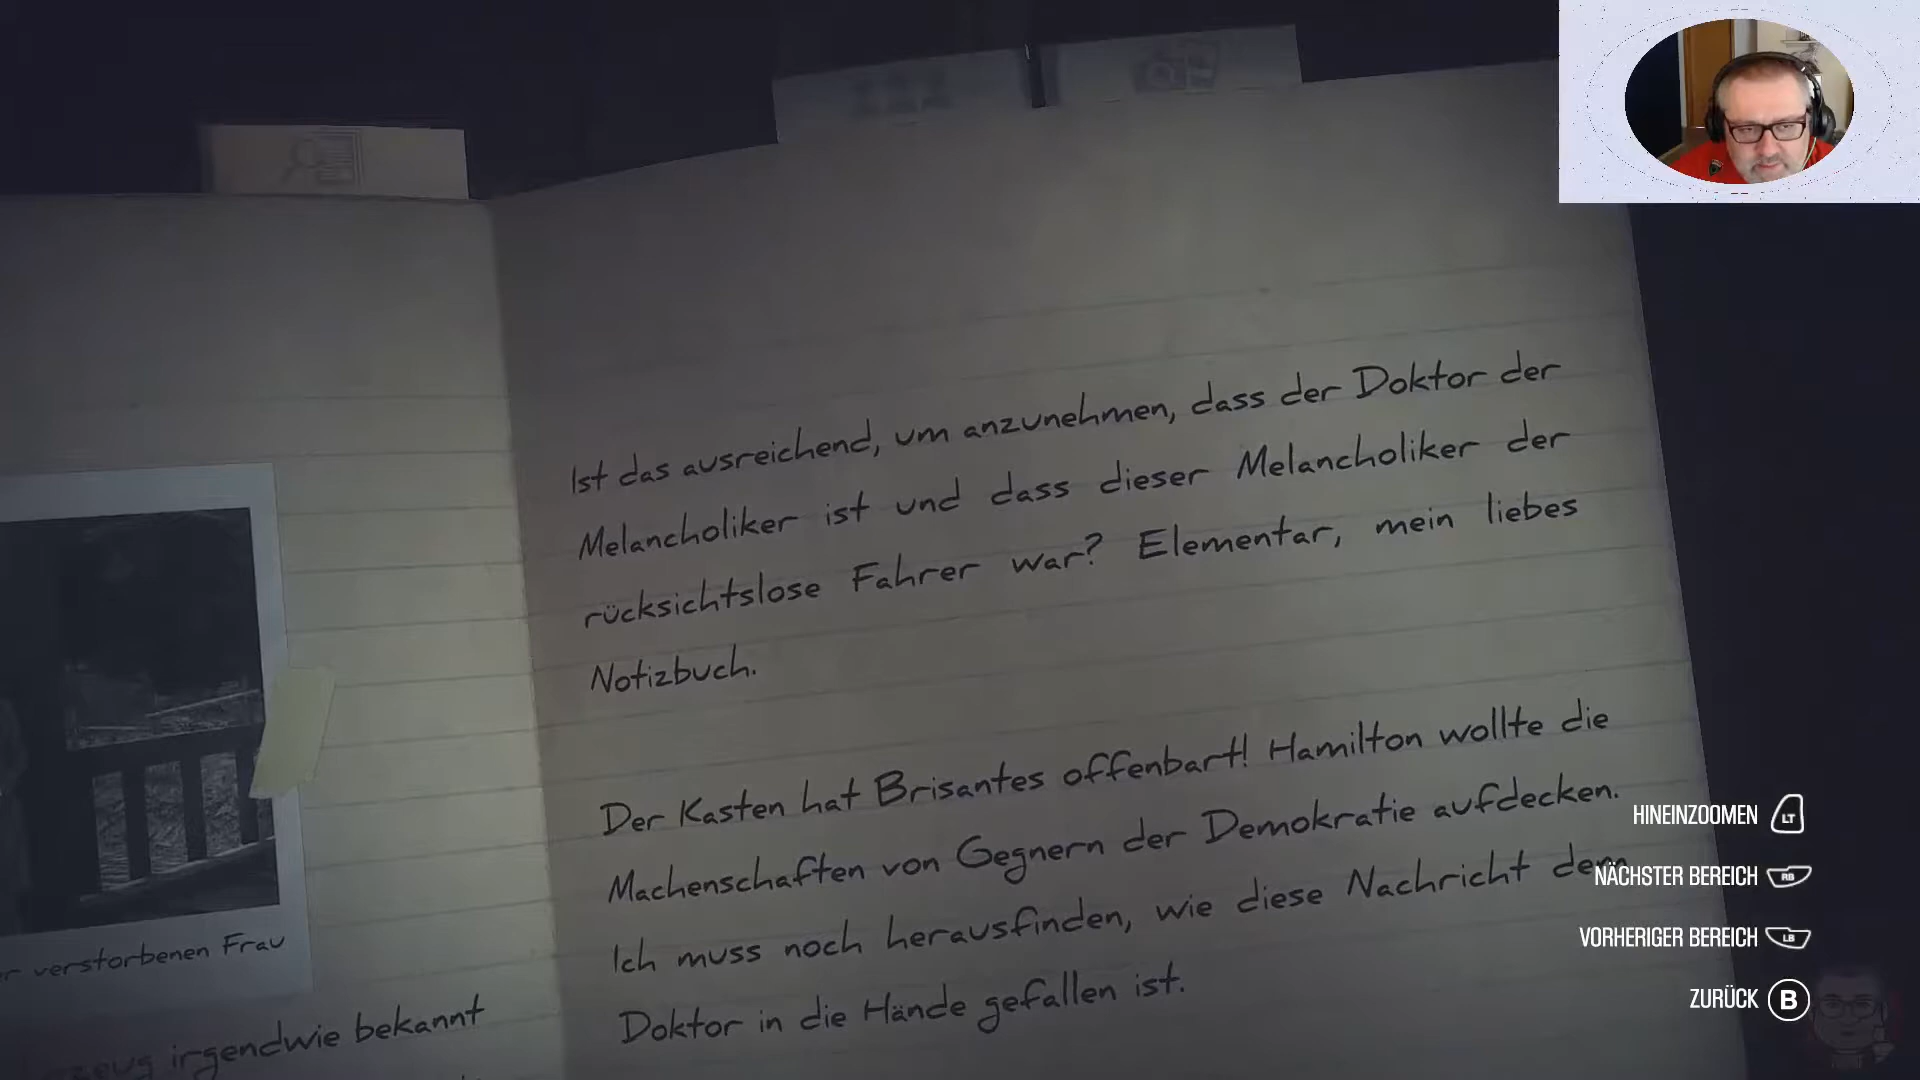 Ist das ausreichend, um anzunehmen, dass der Doktor der
Melancholiker ist und dass dieser Melancholiker der
rücksichtslose Fahrer war? Elementar, mein liebes
Notizbuch.
Der Kasten hat Brisantes offenbart! Hamilton wollte die
Machenschaften von Gegnern der Demokratie aufdecken.
Ich muss noch herausfinden, wie diese Nachricht dem
Doktor in die Hände gefallen ist.
verstorbenen Frau
irgendwie bekannt
HINEINZOOMEN LT
NÄCHSTER BEREICH RB
VORHERIGER BEREICH LB
ZURÜCK B